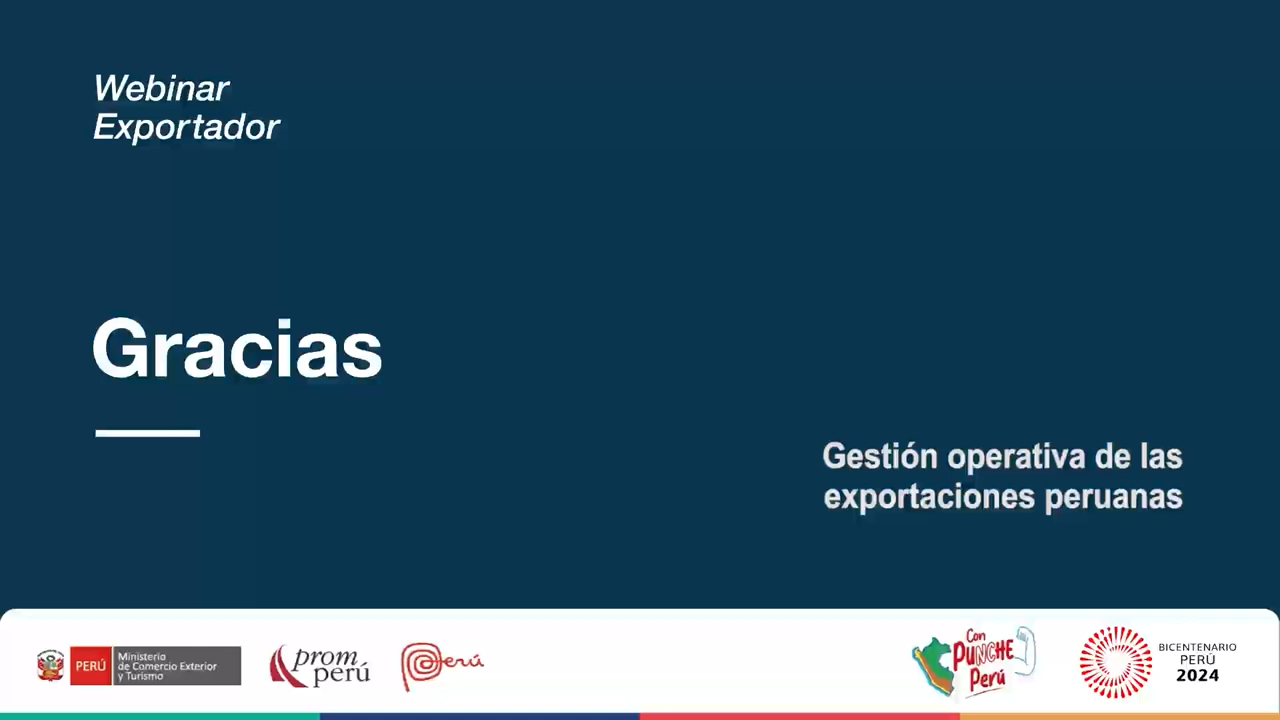 Webinar
Exportador
Gracias
Gestión operativa de las
exportaciones peruanas
PERÚ
Ministerio
de Comercio Exterior
y Turismo
prom
perú
Perú
Con
PUNCHE
Perú
BICENTENARIO
PERÚ
2024